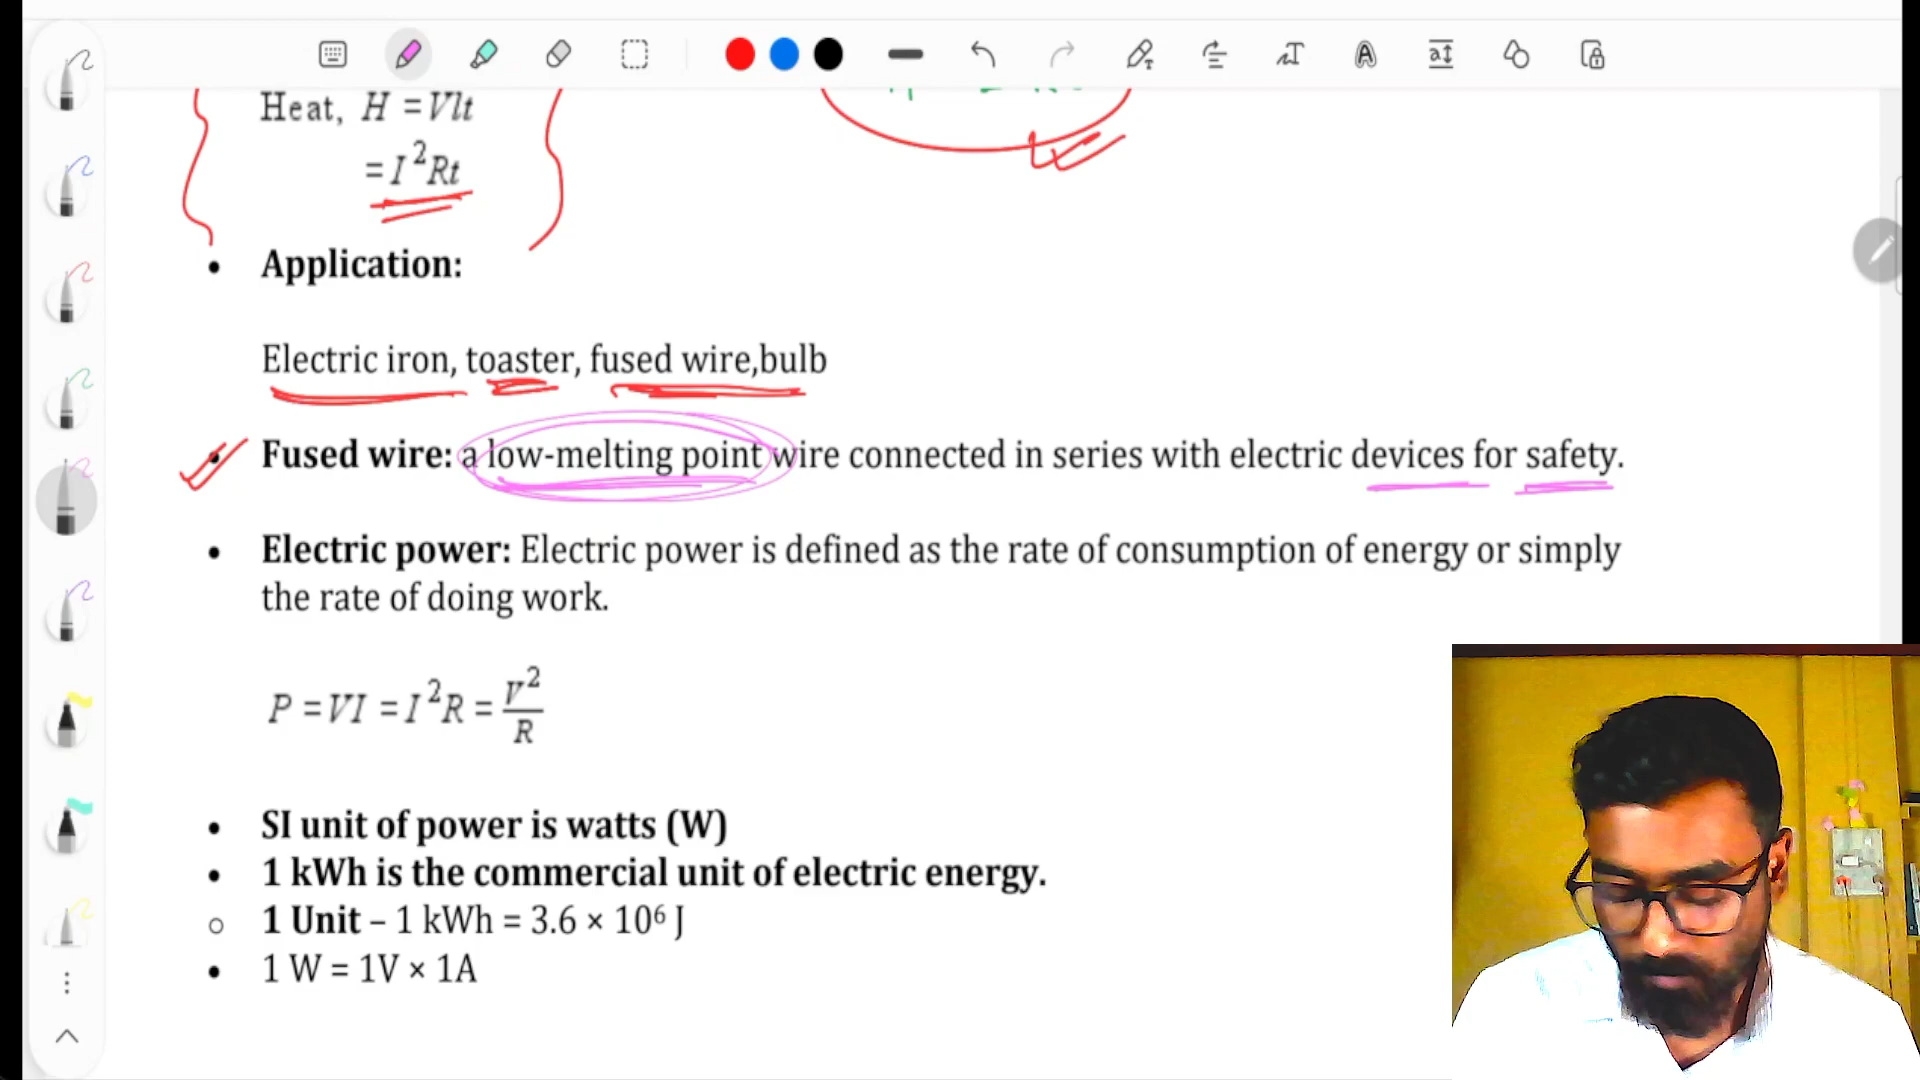 Heat, H = VIt
= I²Rt
• Application:
Electric iron, toaster, fused wire,bulb
• Fused wire: a low-melting point wire connected in series with electric devices for safety.
• Electric power: Electric power is defined as the rate of consumption of energy or simply
the rate of doing work.
P = VI = I²R = V²/R
• SI unit of power is watts (W)
• 1 kWh is the commercial unit of electric energy.
○ 1 Unit – 1 kWh = 3.6 × 10⁶ J
• 1 W = 1V × 1A